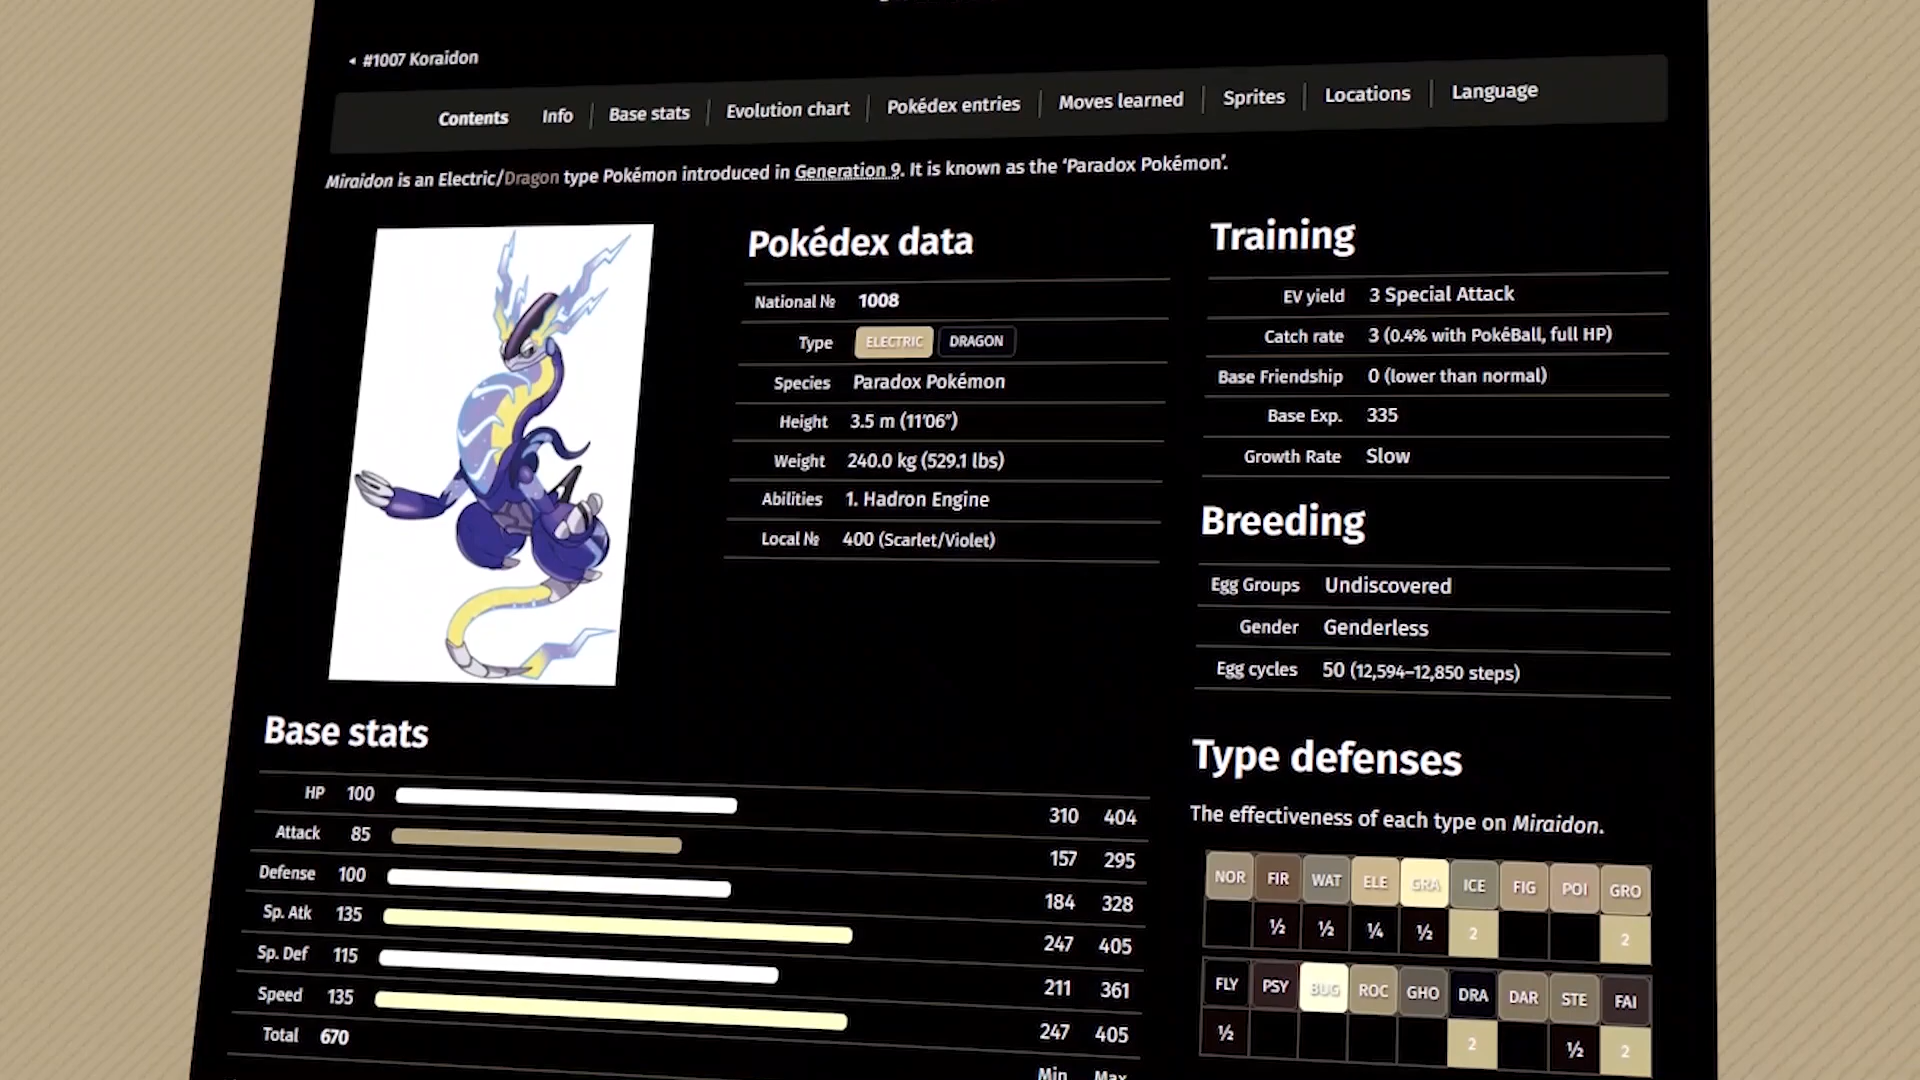 #1007 Koraidon
Contents Info Base stats Evolution chart Pokédex entries Moves learned Sprites Locations Language
Miraidon is an Electric/Dragon type Pokémon introduced in Generation 9. It is known as the ‘Paradox Pokémon’.
Pokédex data
National № 1008
Type ELECTRIC DRAGON
Species Paradox Pokémon
Height 3.5 m (11′06″)
Weight 240.0 kg (529.1 lbs)
Abilities 1. Hadron Engine
Local № 400 (Scarlet/Violet)
Training
EV yield 3 Special Attack
Catch rate 3 (0.4% with PokéBall, full HP)
Base Friendship 0 (lower than normal)
Base Exp. 335
Growth Rate Slow
Breeding
Egg Groups Undiscovered
Gender Genderless
Egg cycles 50 (12,594–12,850 steps)
Base stats
HP 100 310 404
Attack 85 157 295
Defense 100 184 328
Sp. Atk 135 247 405
Sp. Def 115 211 361
Speed 135 247 405
Total 670 Min Max
Type defenses
The effectiveness of each type on Miraidon.
NOR FIR WAT ELE GRA ICE FIG POI GRO
½ ½ ¼ ½ 2 2
FLY PSY BUG ROC GHO DRA DAR STE FAI
½ 2 ½ 2